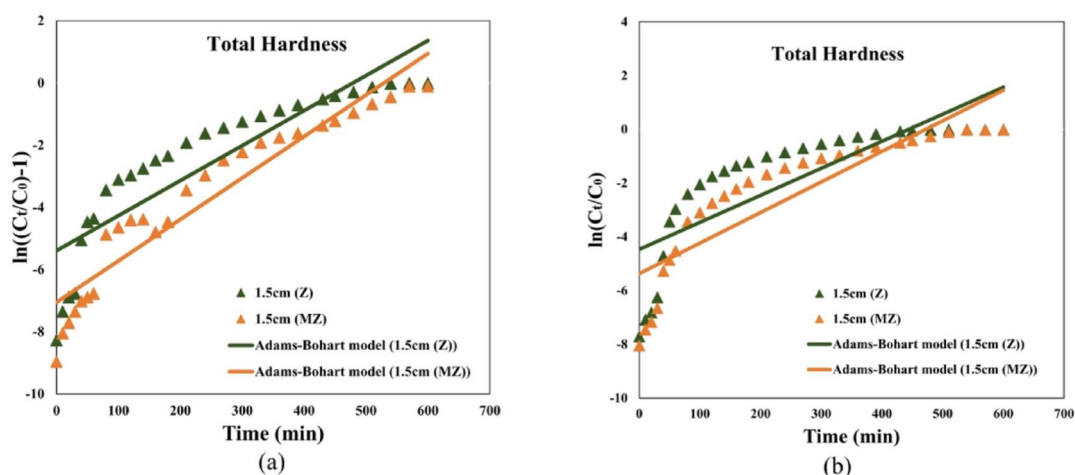 Total Hardness
ln((Ct/C0)-1
2
0
-2
-4
-6
-8
-10
0
100
200
300
400
500
600
700
1.5cm (Z)
1.5cm (MZ)
Adams-Bohart model (1.5cm (Z))
Adams-Bohart model (1.5cm (MZ))
Time (min)
(a)
Total Hardness
ln(Ct/C0)
4
2
0
-2
-4
-6
-8
-10
0
100
200
300
400
500
600
700
1.5cm (Z)
1.5cm (MZ)
Adams-Bohart model (1.5cm (Z))
Adams-Bohart model (1.5cm (MZ))
Time (min)
(b)